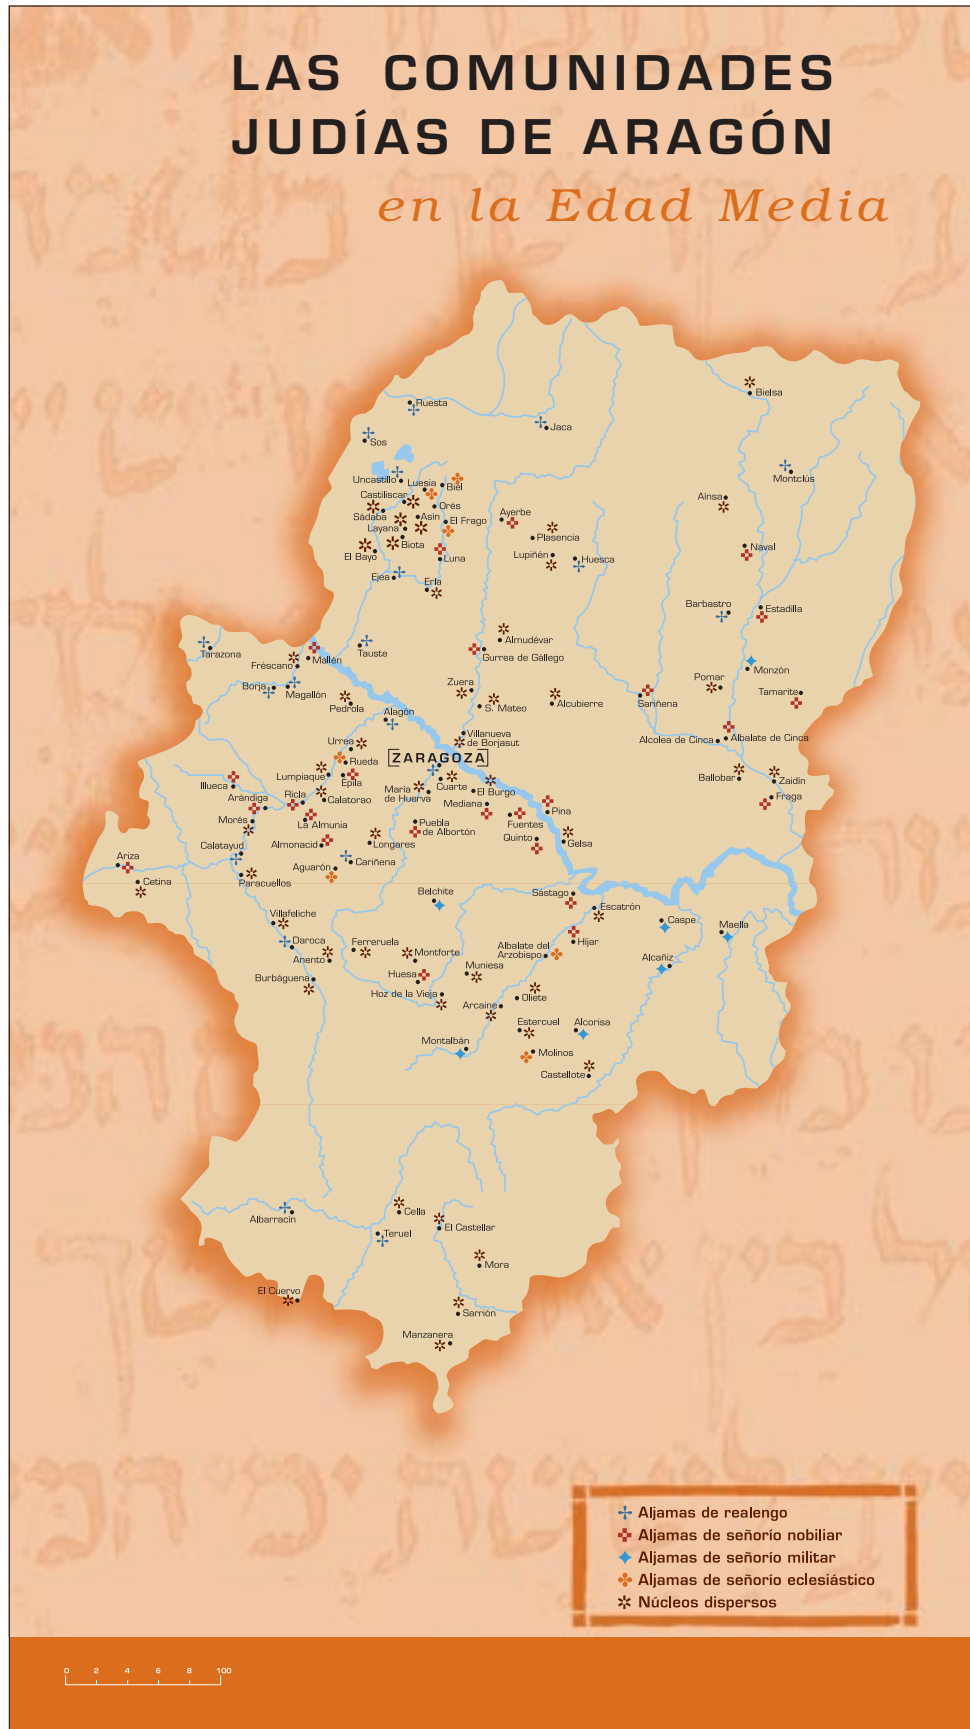 LAS COMUNIDADES
JUDÍAS DE ARAGÓN
en la Edad Media
Bielsa
Ruesta
Jaca
Sos
Montclús
Uncastillo
Luesia
Biel
Ainsa
Castiliscar
Orés
Ayerbe
Sádaba
Asín
El Frago
Layana
Plasencia
Biota
Naval
El Bayo
Luna
Lupiñén
Huesca
Ejea
Erla
Barbastro
Estadilla
Almudévar
Tarazona
Tauste
Gurrea de Gállego
Mallén
Fréscano
Monzón
Pomar
Zuera
Borja
Magallón
Tamarite
Pedrola
S. Mateo
Alcubierre
Sariñena
Alagón
Villanueva
de Borjasut
Alcolea de Cinca
Albalate de Cinca
Urrea
ZARAGOZA
Rueda
Lumpiaque
Épila
Ballobar
Zaidín
Illueca
Cuarte
Maria
de Huerva
El Burgo
Ricla
Arándiga
Calatorao
Mediana
Fraga
Pina
Morés
La Almunia
Puebla
de Albortón
Fuentes
Quinto
Calatayud
Almonacid
Longares
Gelsa
Ariza
Cariñena
Aguarón
Cetina
Paracuellos
Belchite
Sástago
Escatrón
Villafeliche
Caspe
Maella
Daroca
Ferreruela
Híjar
Albalate del
Arzobispo
Anento
Monforte
Alcañiz
Muniesa
Huesa
Burbáguena
Hoz de la Vieja
Oliete
Arcaine
Estercuel
Alcorisa
Montalbán
Molinos
Castellote
Cella
Albarracín
El Castellar
Teruel
Mora
El Cuervo
Sarrión
Manzanera
Aljamas de realengo
Aljamas de señorío nobiliar
Aljamas de señorío militar
Aljamas de señorío eclesiástico
Núcleos dispersos
0 2 4 6 8 100